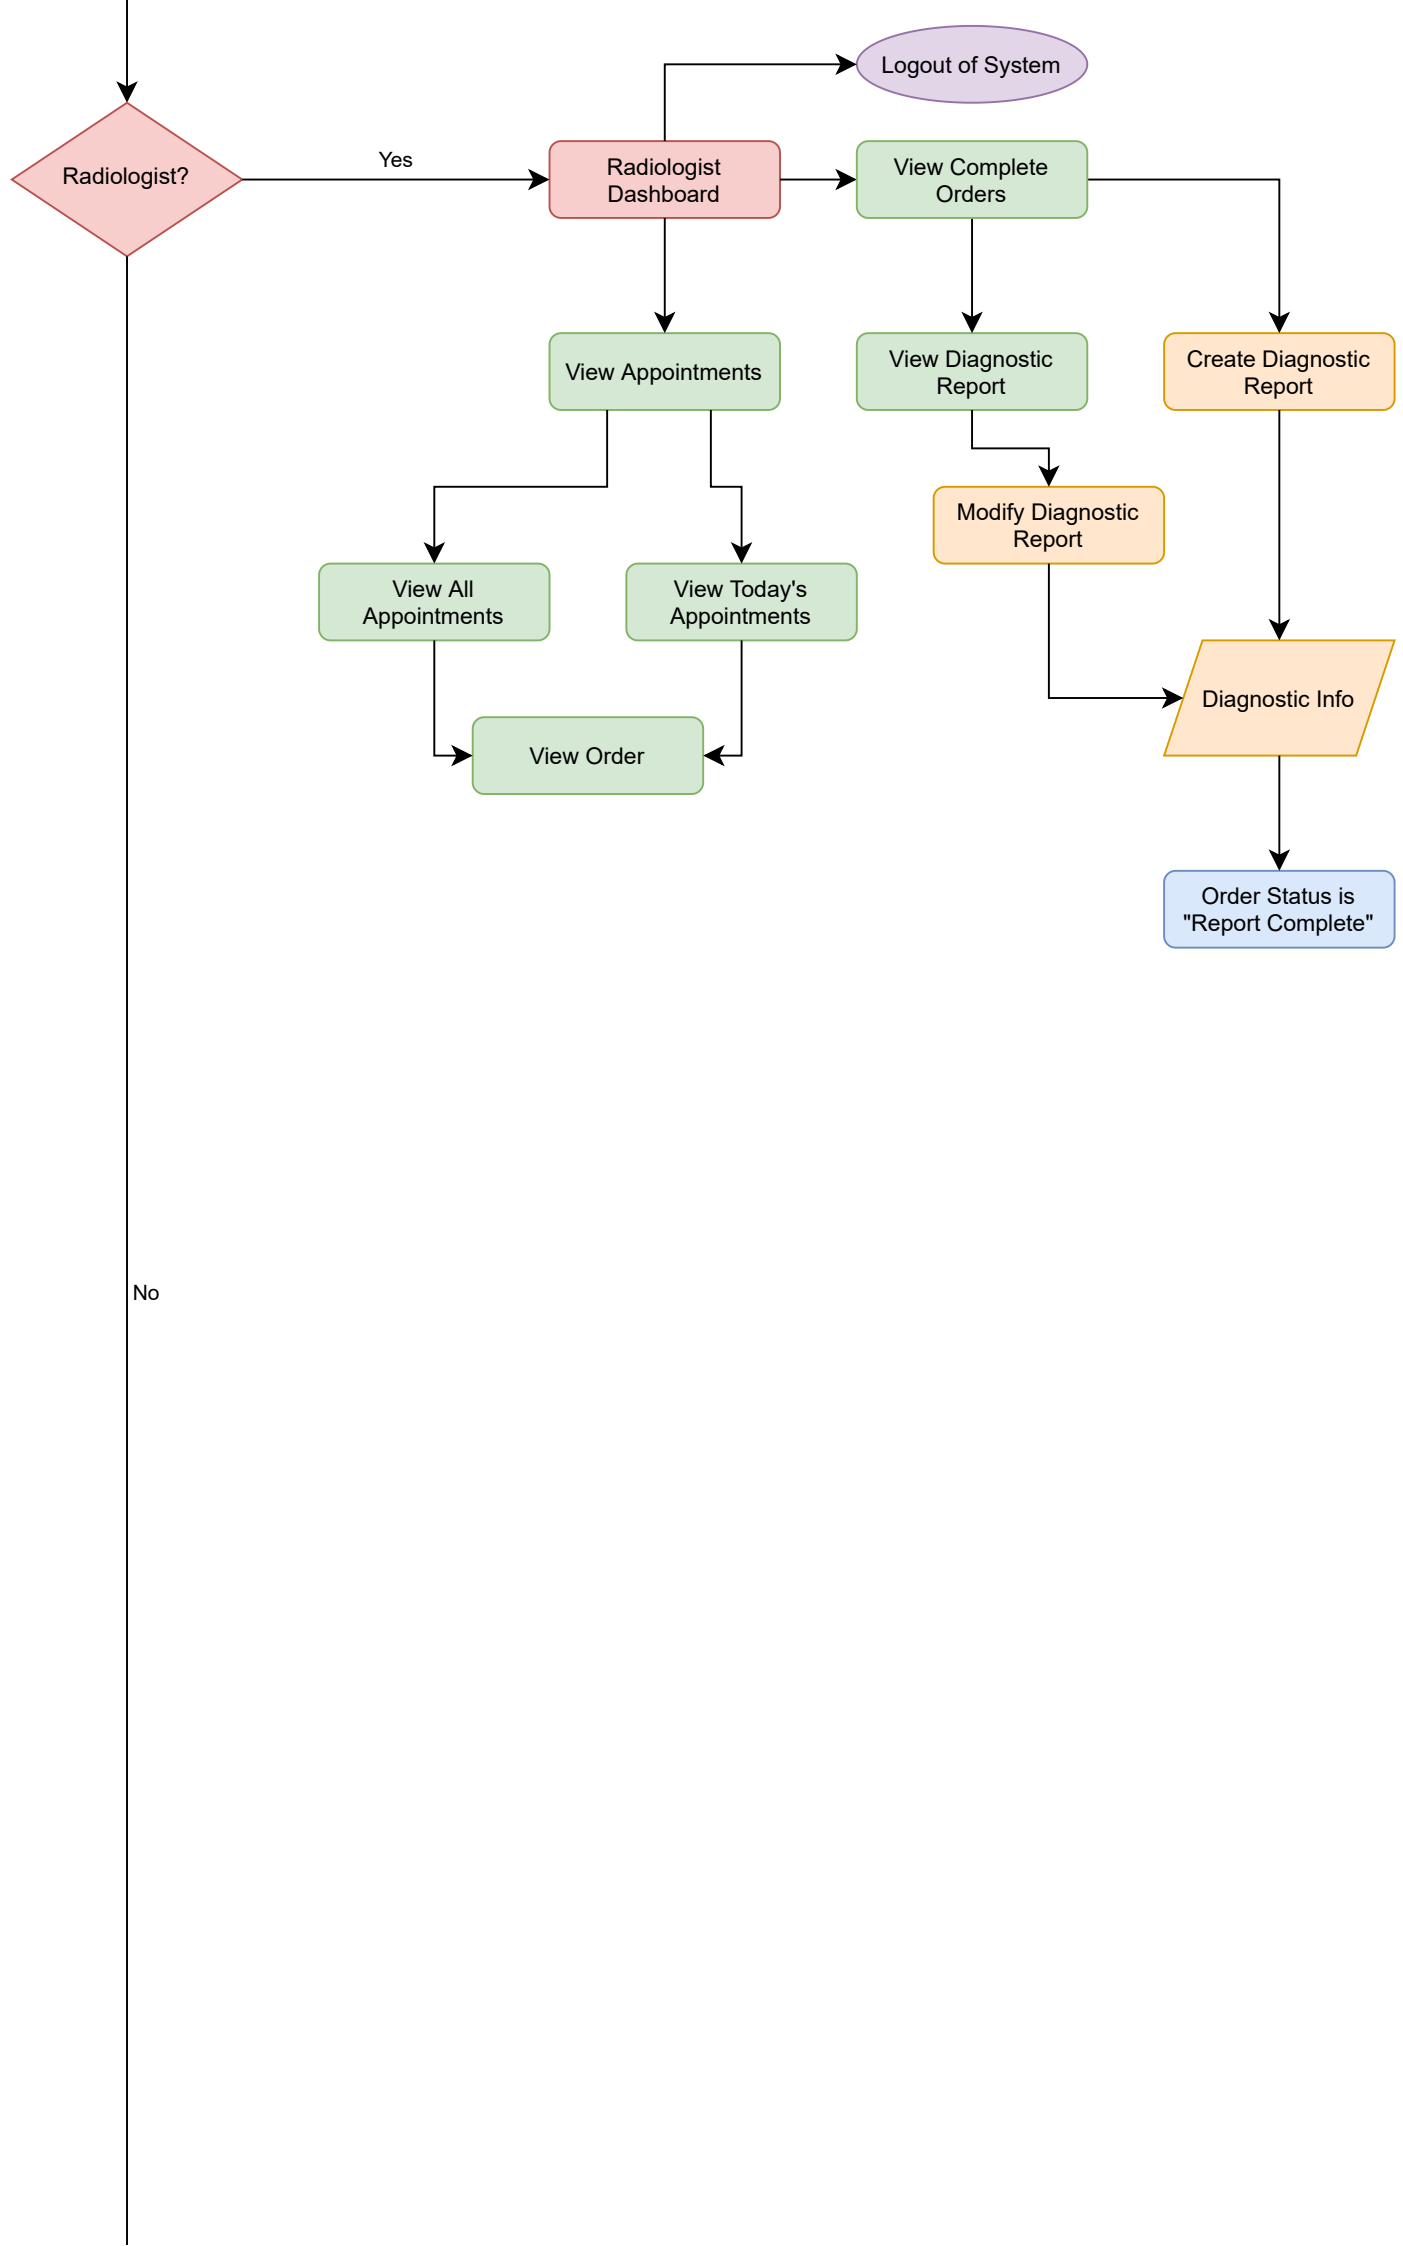 Logout of System
Radiologist?
Yes
Radiologist
Dashboard
View Complete
Orders
View Appointments
View Diagnostic
Report
Create Diagnostic
Report
Modify Diagnostic
Report
View All
Appointments
View Today's
Appointments
Diagnostic Info
View Order
Order Status is
"Report Complete"
No